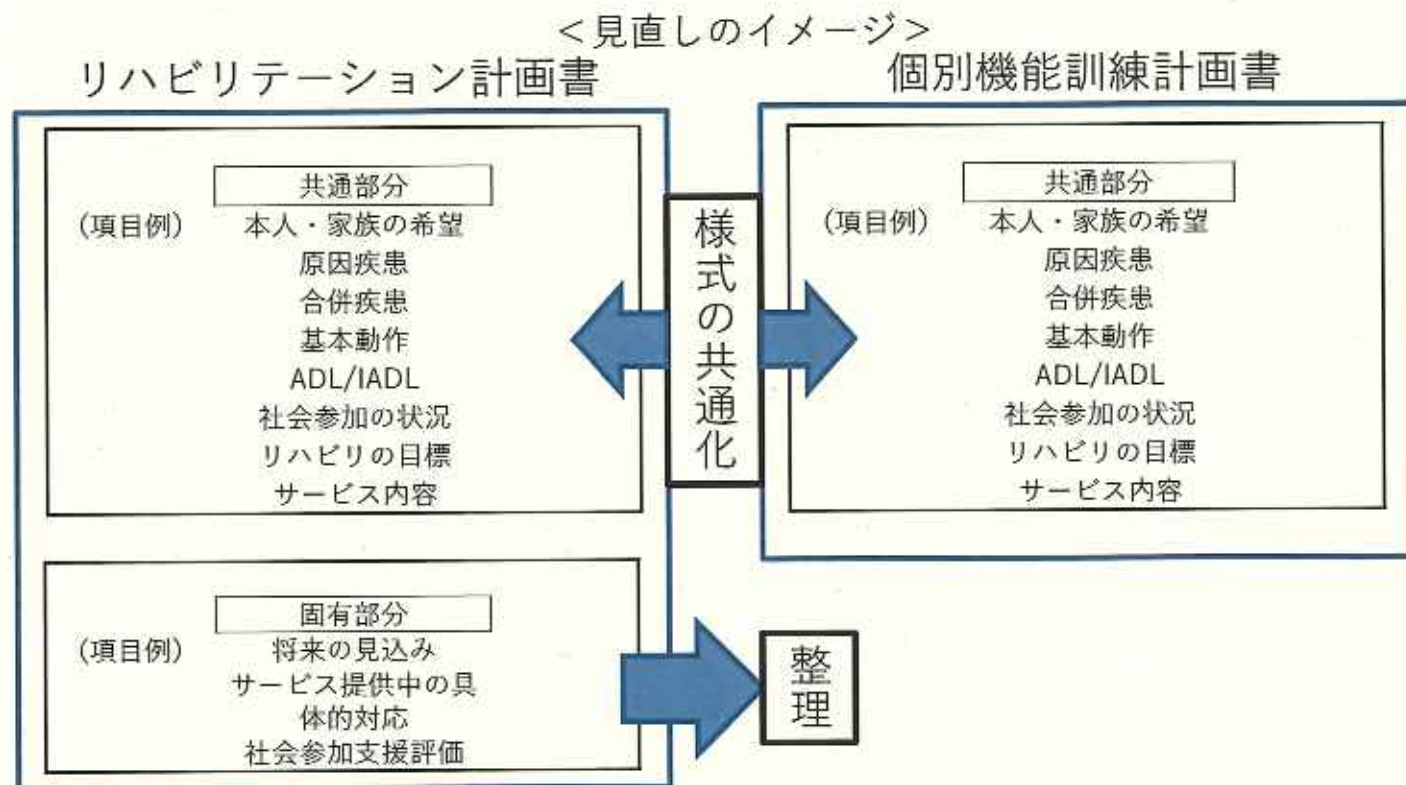 ＜見直しのイメージ＞
リハビリテーション計画書
共通部分
（項目例）
本人・家族の希望
原因疾患
合併疾患
基本動作
ADL/IADL
社会参加の状況
リハビリの目標
サービス内容
固有部分
（項目例）
将来の見込み
サービス提供中の具
体的対応
社会参加支援評価
様式の共通化
整理
個別機能訓練計画書
共通部分
（項目例）
本人・家族の希望
原因疾患
合併疾患
基本動作
ADL/IADL
社会参加の状況
リハビリの目標
サービス内容